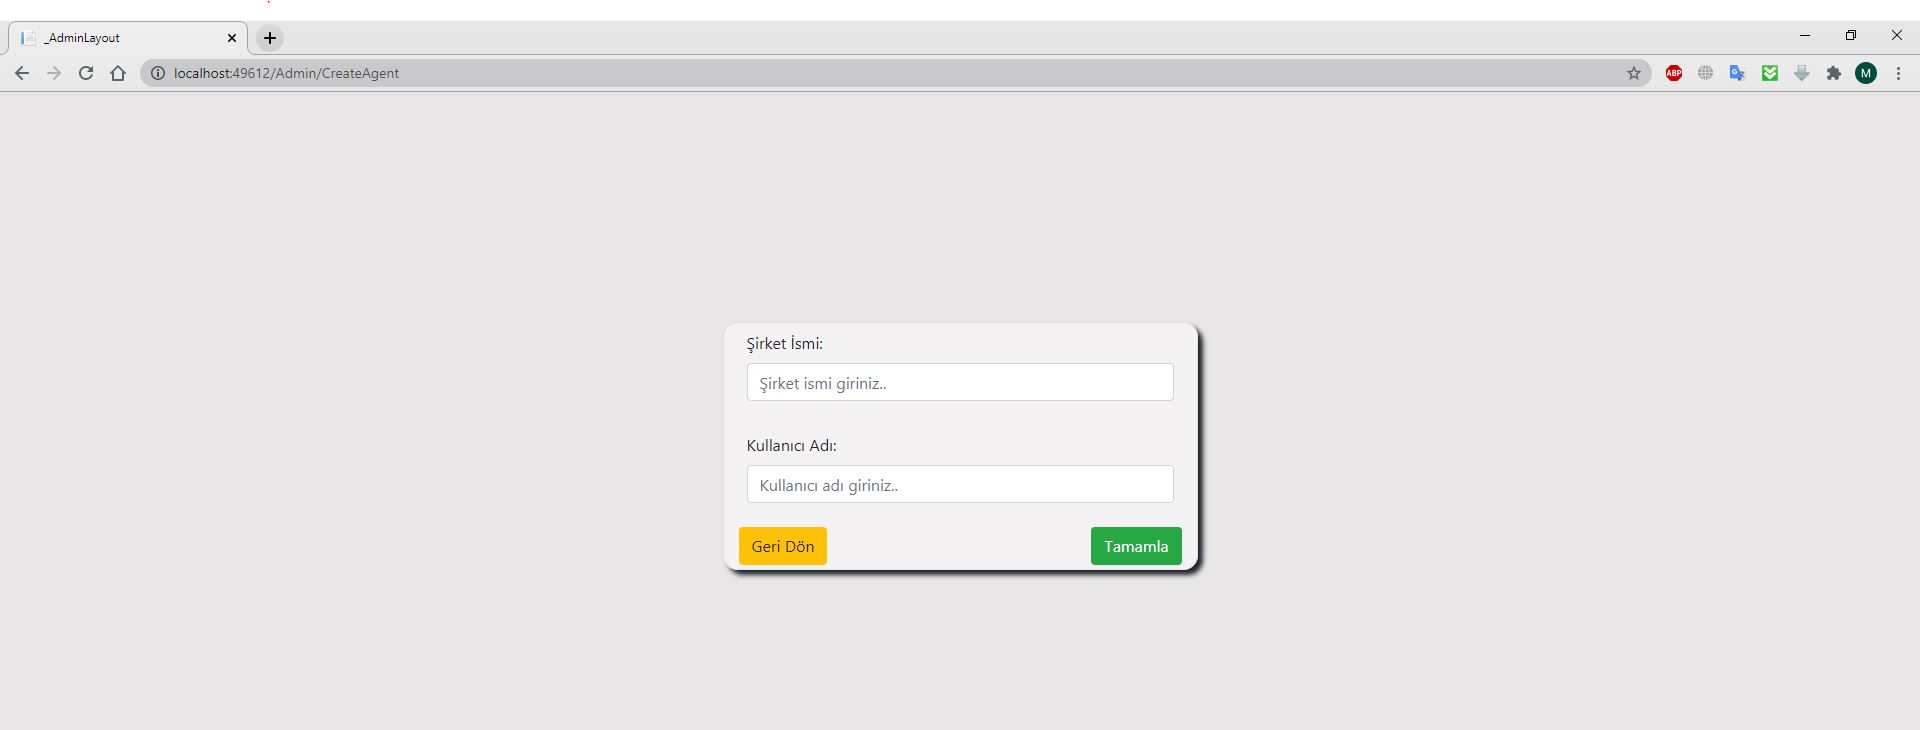 _AdminLayout
localhost:49612/Admin/CreateAgent
ABP
M
Şirket İsmi:
Şirket ismi giriniz..
Kullanıcı Adı:
Kullanıcı adı giriniz..
Geri Dön
Tamamla